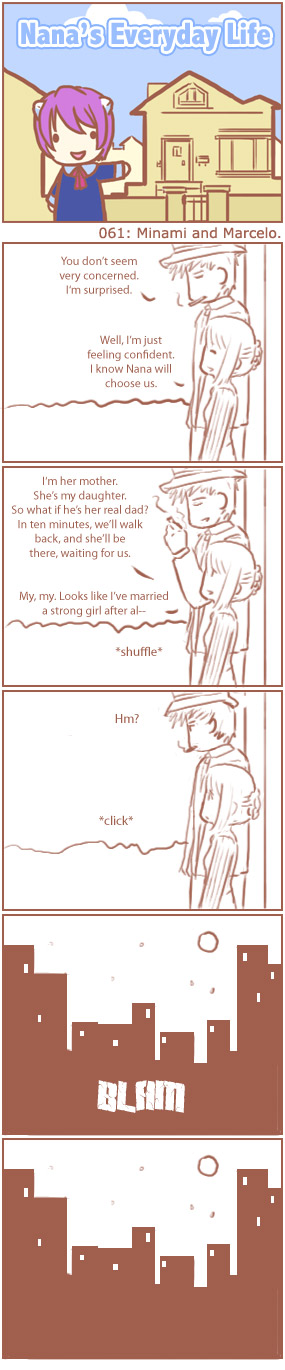 Nana's Everyday Life
061: Minami and Marcelo.
You don't seem
very concerned.
I'm surprised.
Well, I'm just
feeling confident.
I know Nana will
choose us.
I'm her mother.
She's my daughter.
So what if he's her real dad?
In ten minutes, we'll walk
back, and she'll be
there, waiting for us.
My, my. Looks like I've married
a strong girl after al--
*shuffle*
Hm?
*click*
BLAM